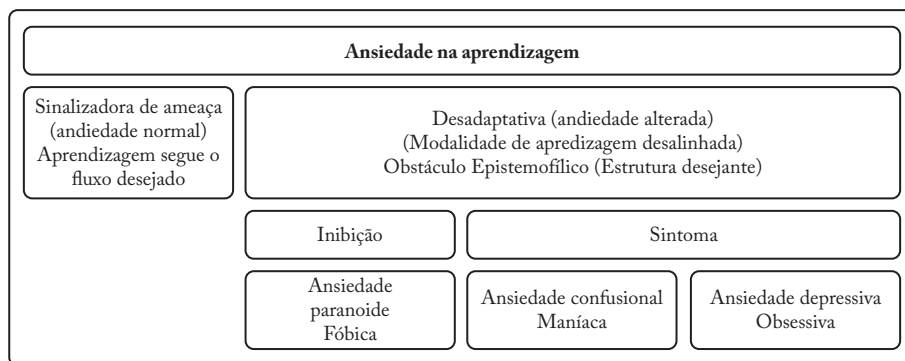 Ansiedade na aprendizagem
Sinalizadora de ameaça
(andiedade normal)
Aprendizagem segue o
fluxo desejado
Desadaptativa (andiedade alterada)
(Modalidade de apredizagem desalinhada)
Obstáculo Epistemofílico (Estrutura desejante)
Inibição
Sintoma
Ansiedade
paranoide
Fóbica
Ansiedade confusional
Maníaca
Ansiedade depressiva
Obsessiva